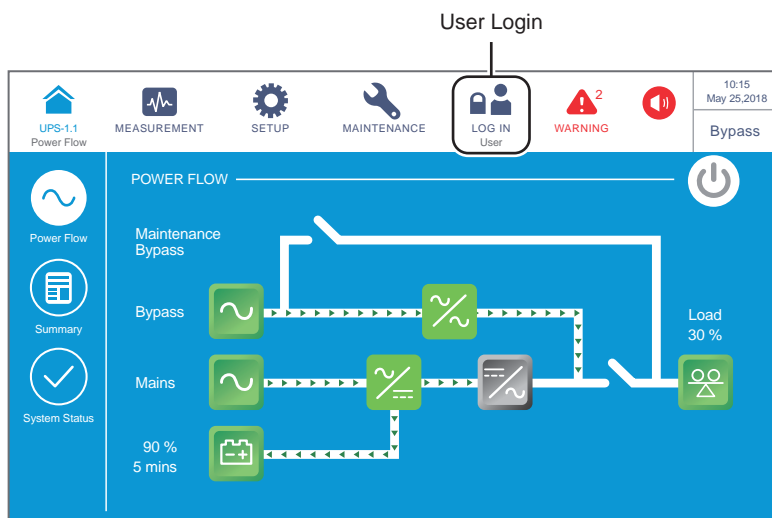 User Login
10:15
May 25,2018
2
UPS-1.1
Power Flow
MEASUREMENT
SETUP
MAINTENANCE
LOG IN
User
WARNING
Bypass
POWER FLOW
Power Flow
Maintenance
Bypass
Bypass
Load
30 %
Summary
Mains
System Status
90 %
5 mins